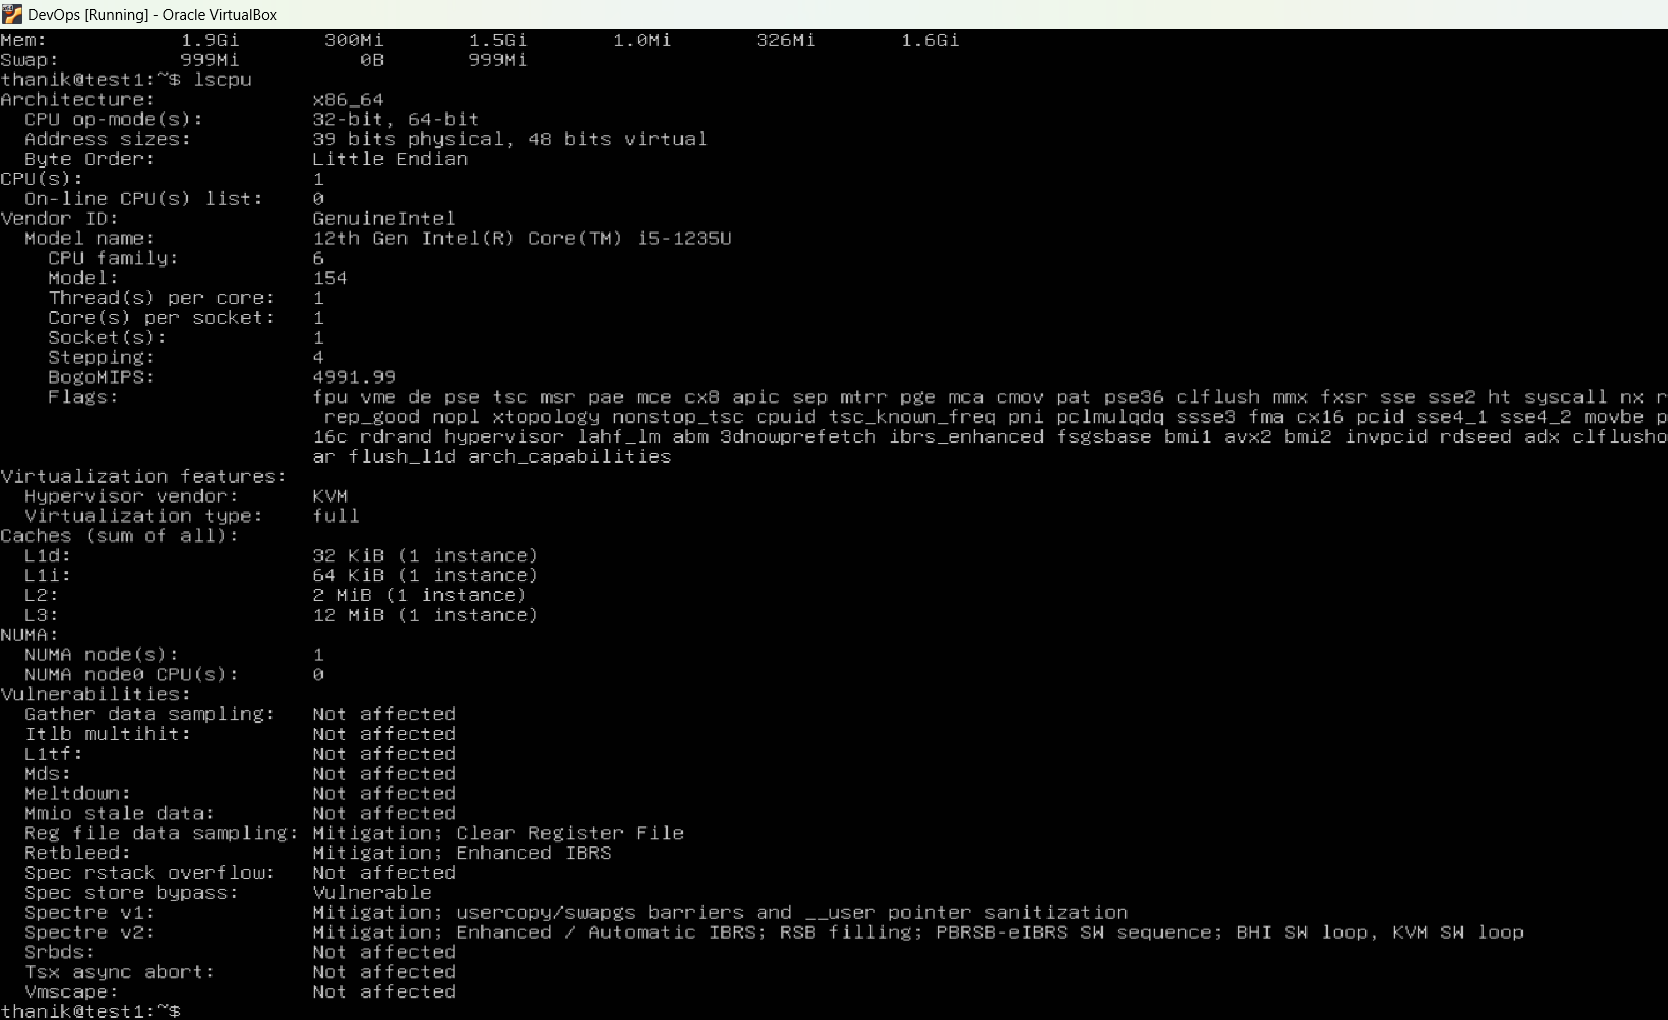 DevOps [Running] - Oracle VirtualBox
Mem: 1.9Gi 300Mi 1.5Gi 1.0Mi 326Mi 1.6Gi
Swap: 999Mi 0B 999Mi
thanik@test1:~$ lscpu
Architecture: x86_64
CPU op-mode(s): 32-bit, 64-bit
Address sizes: 39 bits physical, 48 bits virtual
Byte Order: Little Endian
CPU(s): 1
On-line CPU(s) list: 0
Vendor ID: GenuineIntel
Model name: 12th Gen Intel(R) Core(TM) i5-1235U
CPU family: 6
Model: 154
Thread(s) per core: 1
Core(s) per socket: 1
Socket(s): 1
Stepping: 4
BogoMIPS: 4991.99
Flags: fpu vme de pse tsc msr pae mce cx8 apic sep mtrr pge mca cmov pat pse36 clflush mmx fxsr sse sse2 ht syscall nx r
rep_good nopl xtopology nonstop_tsc cpuid tsc_known_freq pni pclmulqdq ssse3 fma cx16 pcid sse4_1 sse4_2 movbe p
16c rdrand hypervisor lahf_lm abm 3dnowprefetch ibrs_enhanced fsgsbase bmi1 avx2 bmi2 invpcid rdseed adx clflusho
ar flush_l1d arch_capabilities
Virtualization features:
Hypervisor vendor: KVM
Virtualization type: full
Caches (sum of all):
L1d: 32 KiB (1 instance)
L1i: 64 KiB (1 instance)
L2: 2 MiB (1 instance)
L3: 12 MiB (1 instance)
NUMA:
NUMA node(s): 1
NUMA node0 CPU(s): 0
Vulnerabilities:
Gather data sampling: Not affected
Itlb multihit: Not affected
L1tf: Not affected
Mds: Not affected
Meltdown: Not affected
Mmio stale data: Not affected
Reg file data sampling: Mitigation; Clear Register File
Retbleed: Mitigation; Enhanced IBRS
Spec rstack overflow: Not affected
Spec store bypass: Vulnerable
Spectre v1: Mitigation; usercopy/swapgs barriers and __user pointer sanitization
Spectre v2: Mitigation; Enhanced / Automatic IBRS; RSB filling; PBRSB-eIBRS SW sequence; BHI SW loop, KVM SW loop
Srbds: Not affected
Tsx async abort: Not affected
Vmscape: Not affected
thanik@test1:~$